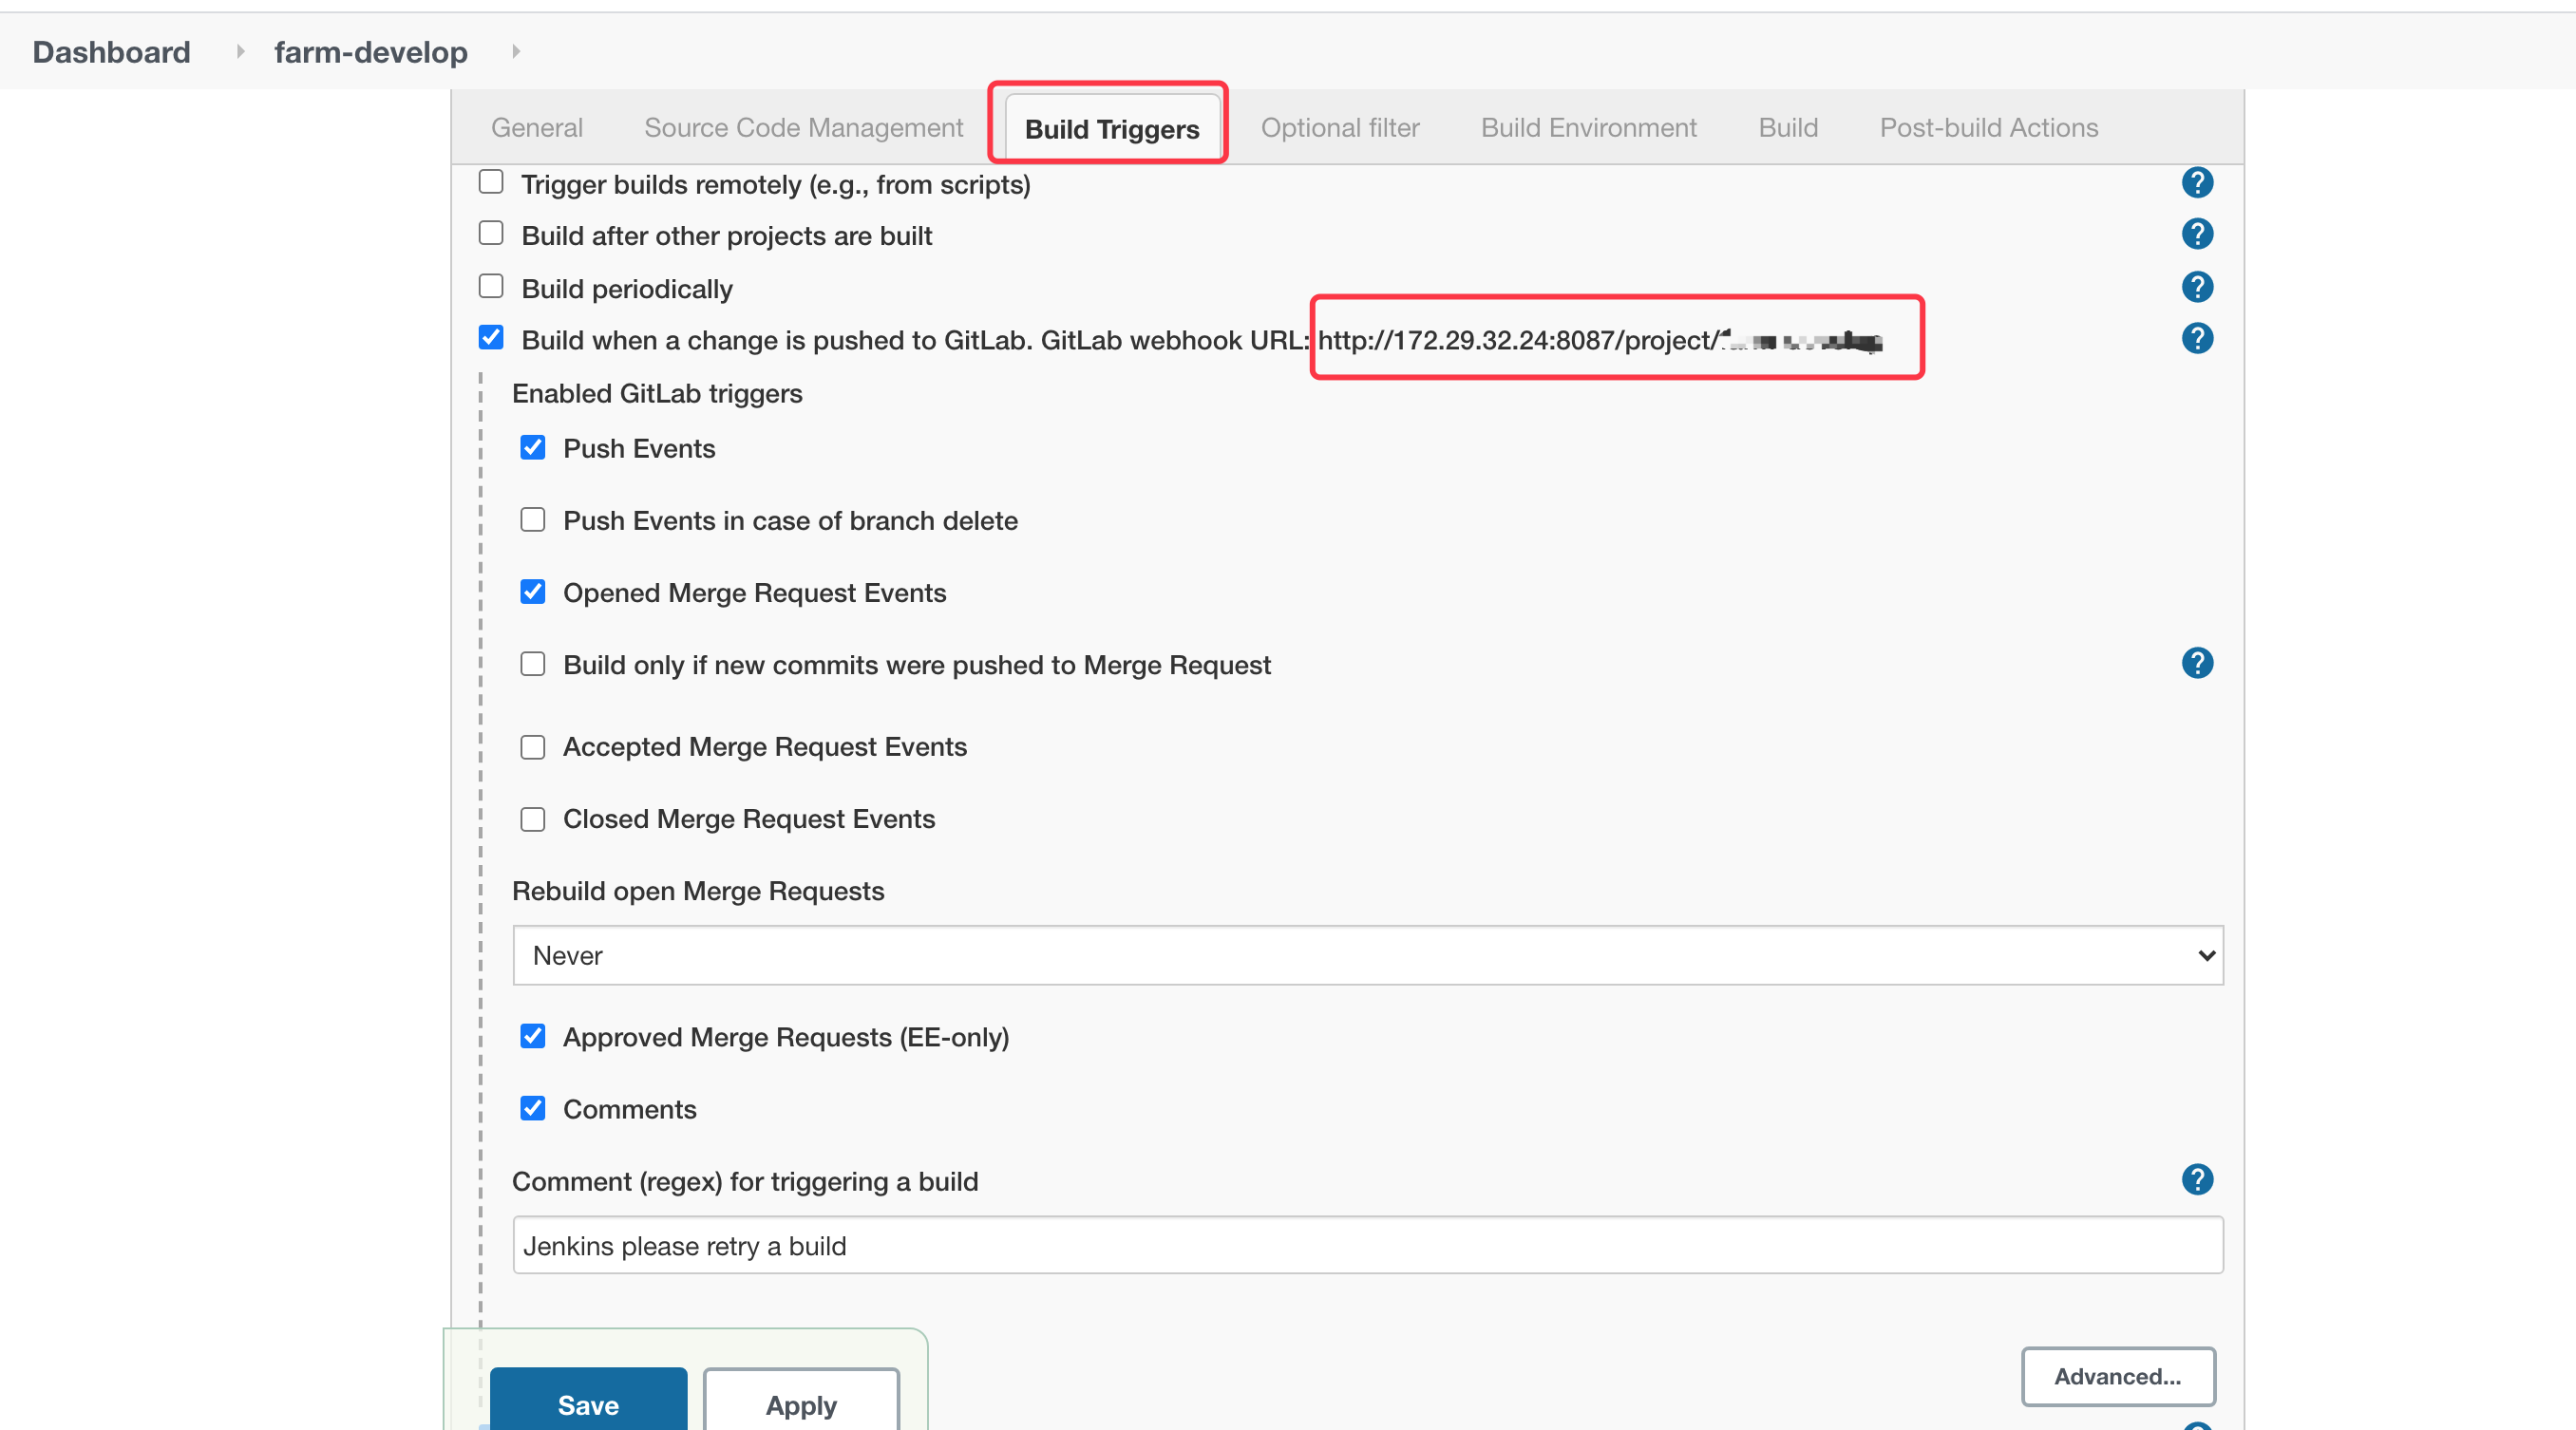 Dashboard farm-develop
General Source Code Management Build Triggers Optional filter Build Environment Build Post-build Actions
Trigger builds remotely (e.g., from scripts)
Build after other projects are built
Build periodically
Build when a change is pushed to GitLab. GitLab webhook URL: http://172.29.32.24:8087/project/
Enabled GitLab triggers
Push Events
Push Events in case of branch delete
Opened Merge Request Events
Build only if new commits were pushed to Merge Request
Accepted Merge Request Events
Closed Merge Request Events
Rebuild open Merge Requests
Never
Approved Merge Requests (EE-only)
Comments
Comment (regex) for triggering a build
Jenkins please retry a build
Advanced...
Save Apply